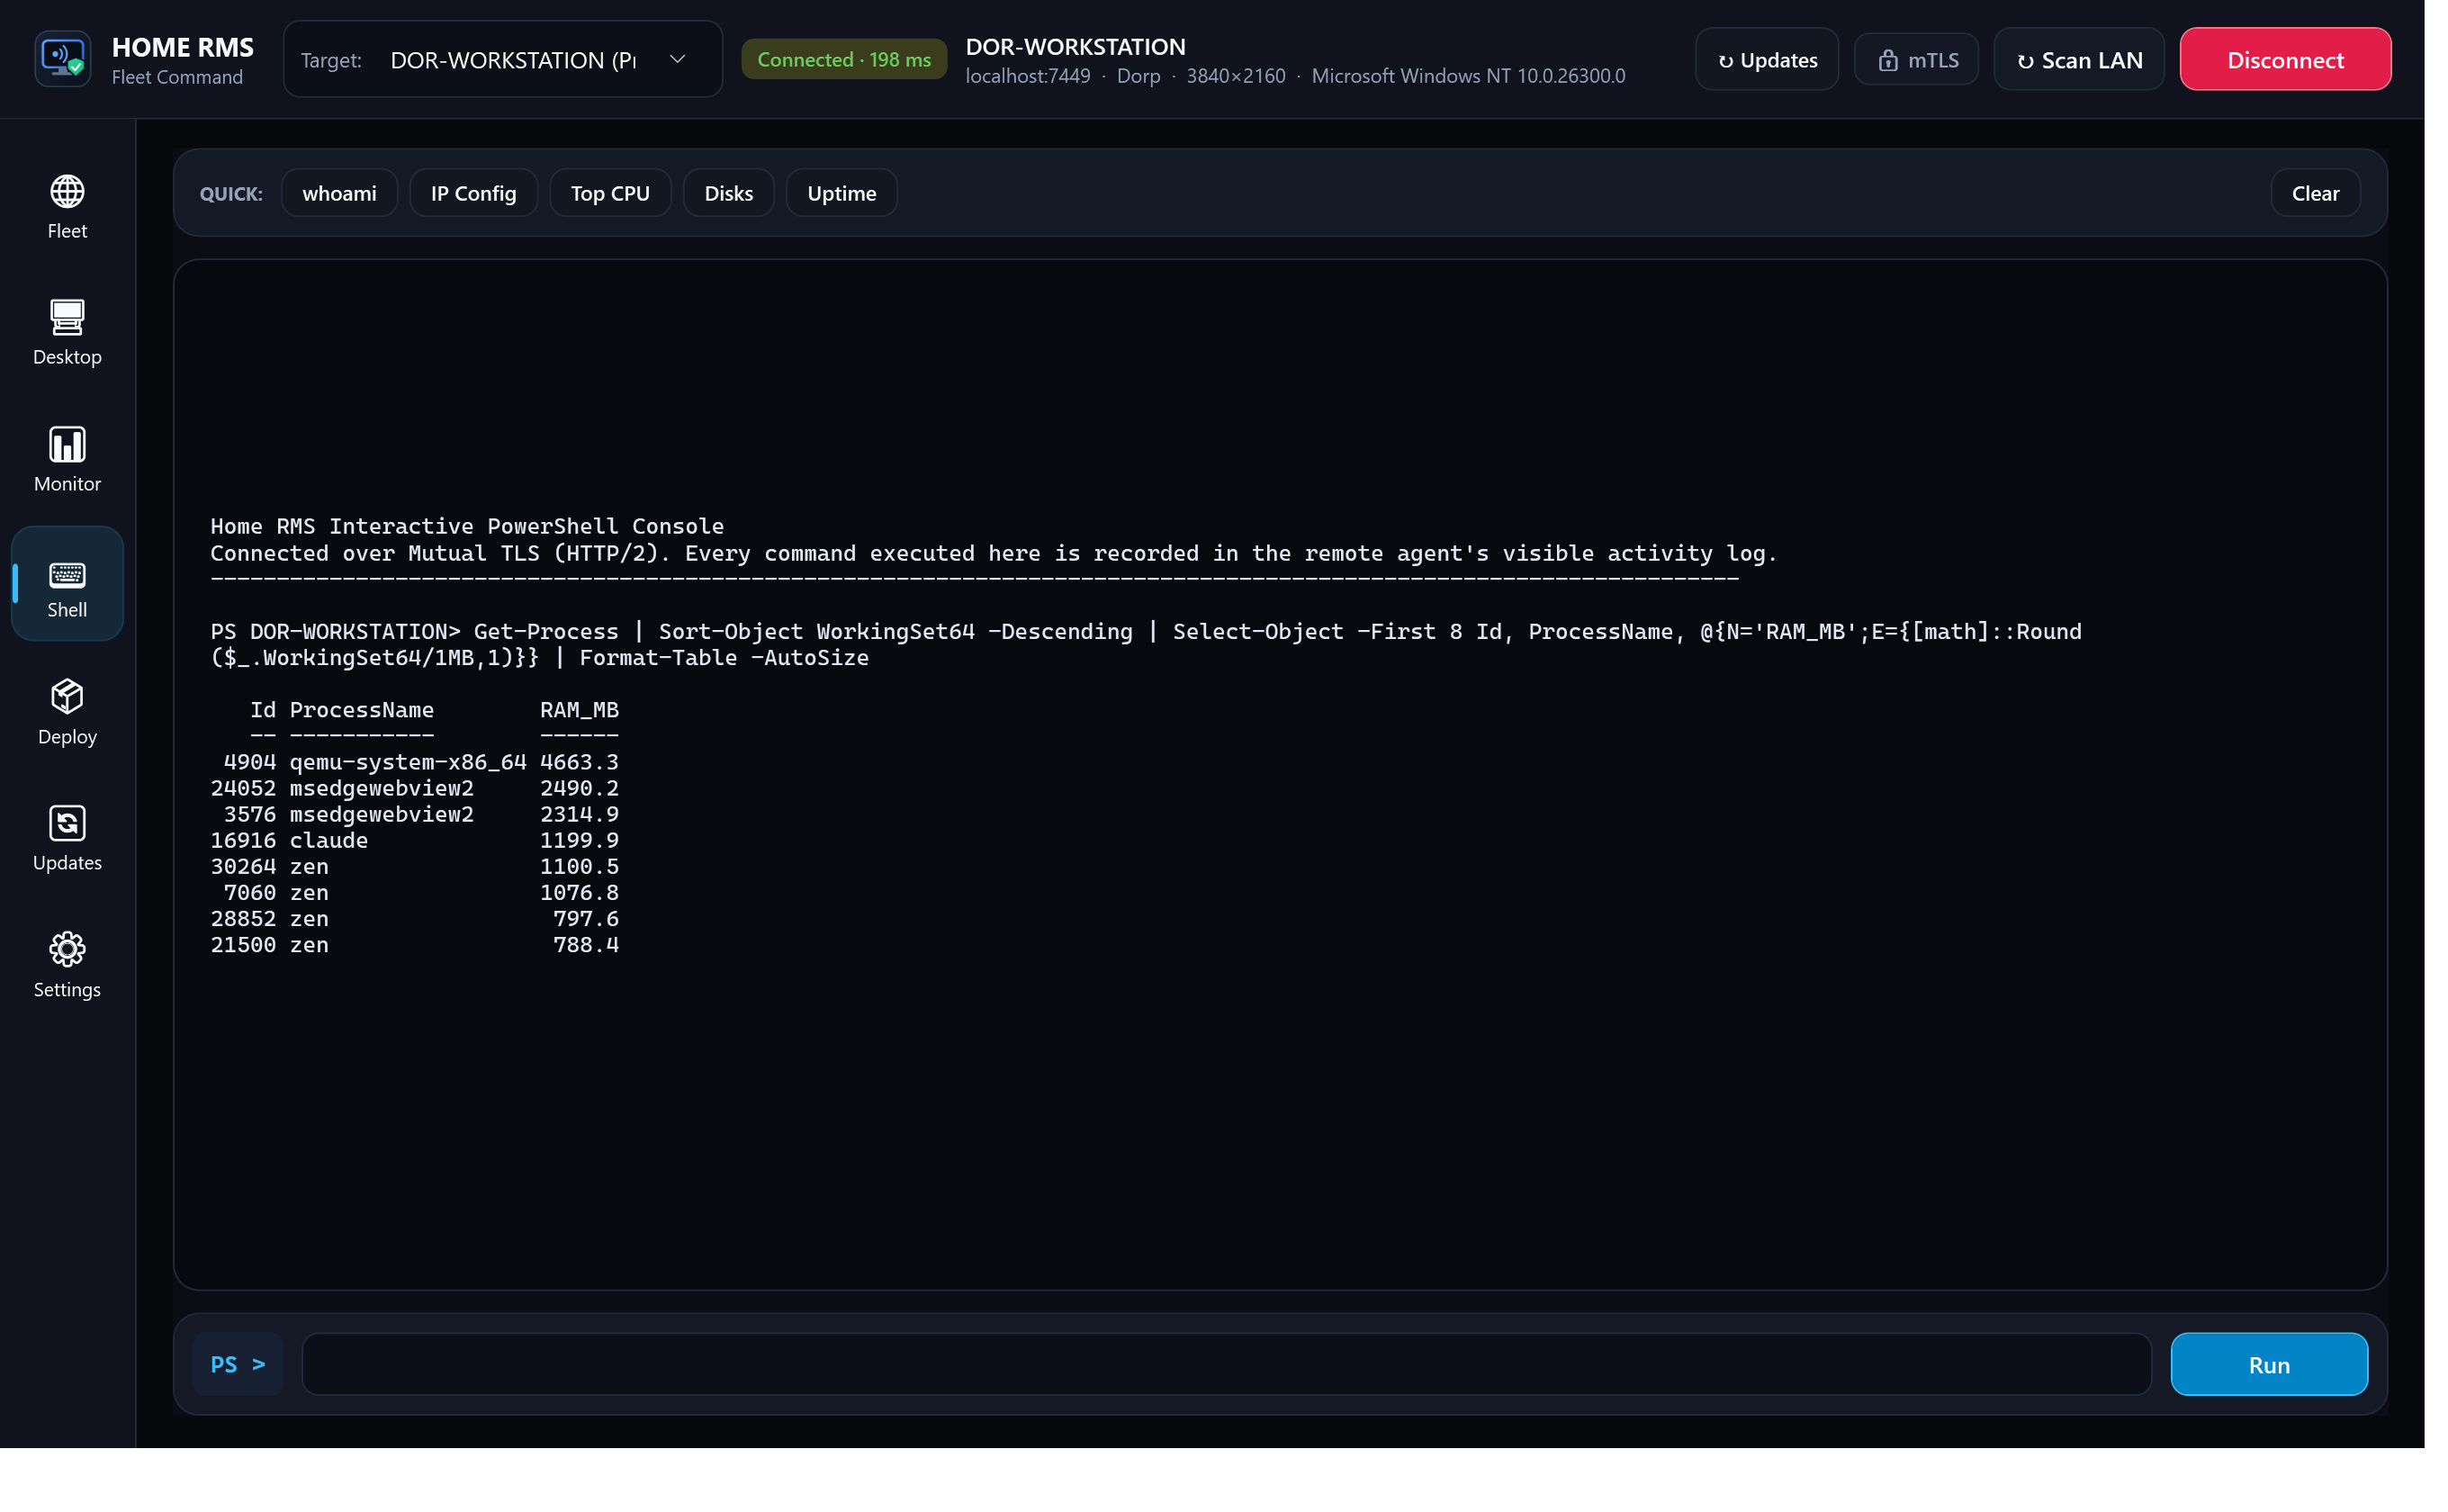 HOME RMS
Fleet Command
Target: DOR-WORKSTATION (Pr
Connected · 198 ms
DOR-WORKSTATION
localhost:7449 · Dorp · 3840×2160 · Microsoft Windows NT 10.0.26300.0
↻ Updates
mTLS
↻ Scan LAN
Disconnect
Fleet
Desktop
Monitor
Shell
Deploy
Updates
Settings
QUICK: whoami IP Config Top CPU Disks Uptime Clear
Home RMS Interactive PowerShell Console
Connected over Mutual TLS (HTTP/2). Every command executed here is recorded in the remote agent's visible activity log.
--------------------------------------------------------------------------------------------------------------------
PS DOR-WORKSTATION> Get-Process | Sort-Object WorkingSet64 -Descending | Select-Object -First 8 Id, ProcessName, @{N='RAM_MB';E={[math]::Round
($_.WorkingSet64/1MB,1)}} | Format-Table -AutoSize
   Id ProcessName        RAM_MB
   -- -----------        ------
 4904 qemu-system-x86_64 4663.3
24052 msedgewebview2     2490.2
 3576 msedgewebview2     2314.9
16916 claude             1199.9
30264 zen                1100.5
 7060 zen                1076.8
28852 zen                 797.6
21500 zen                 788.4
PS >
Run